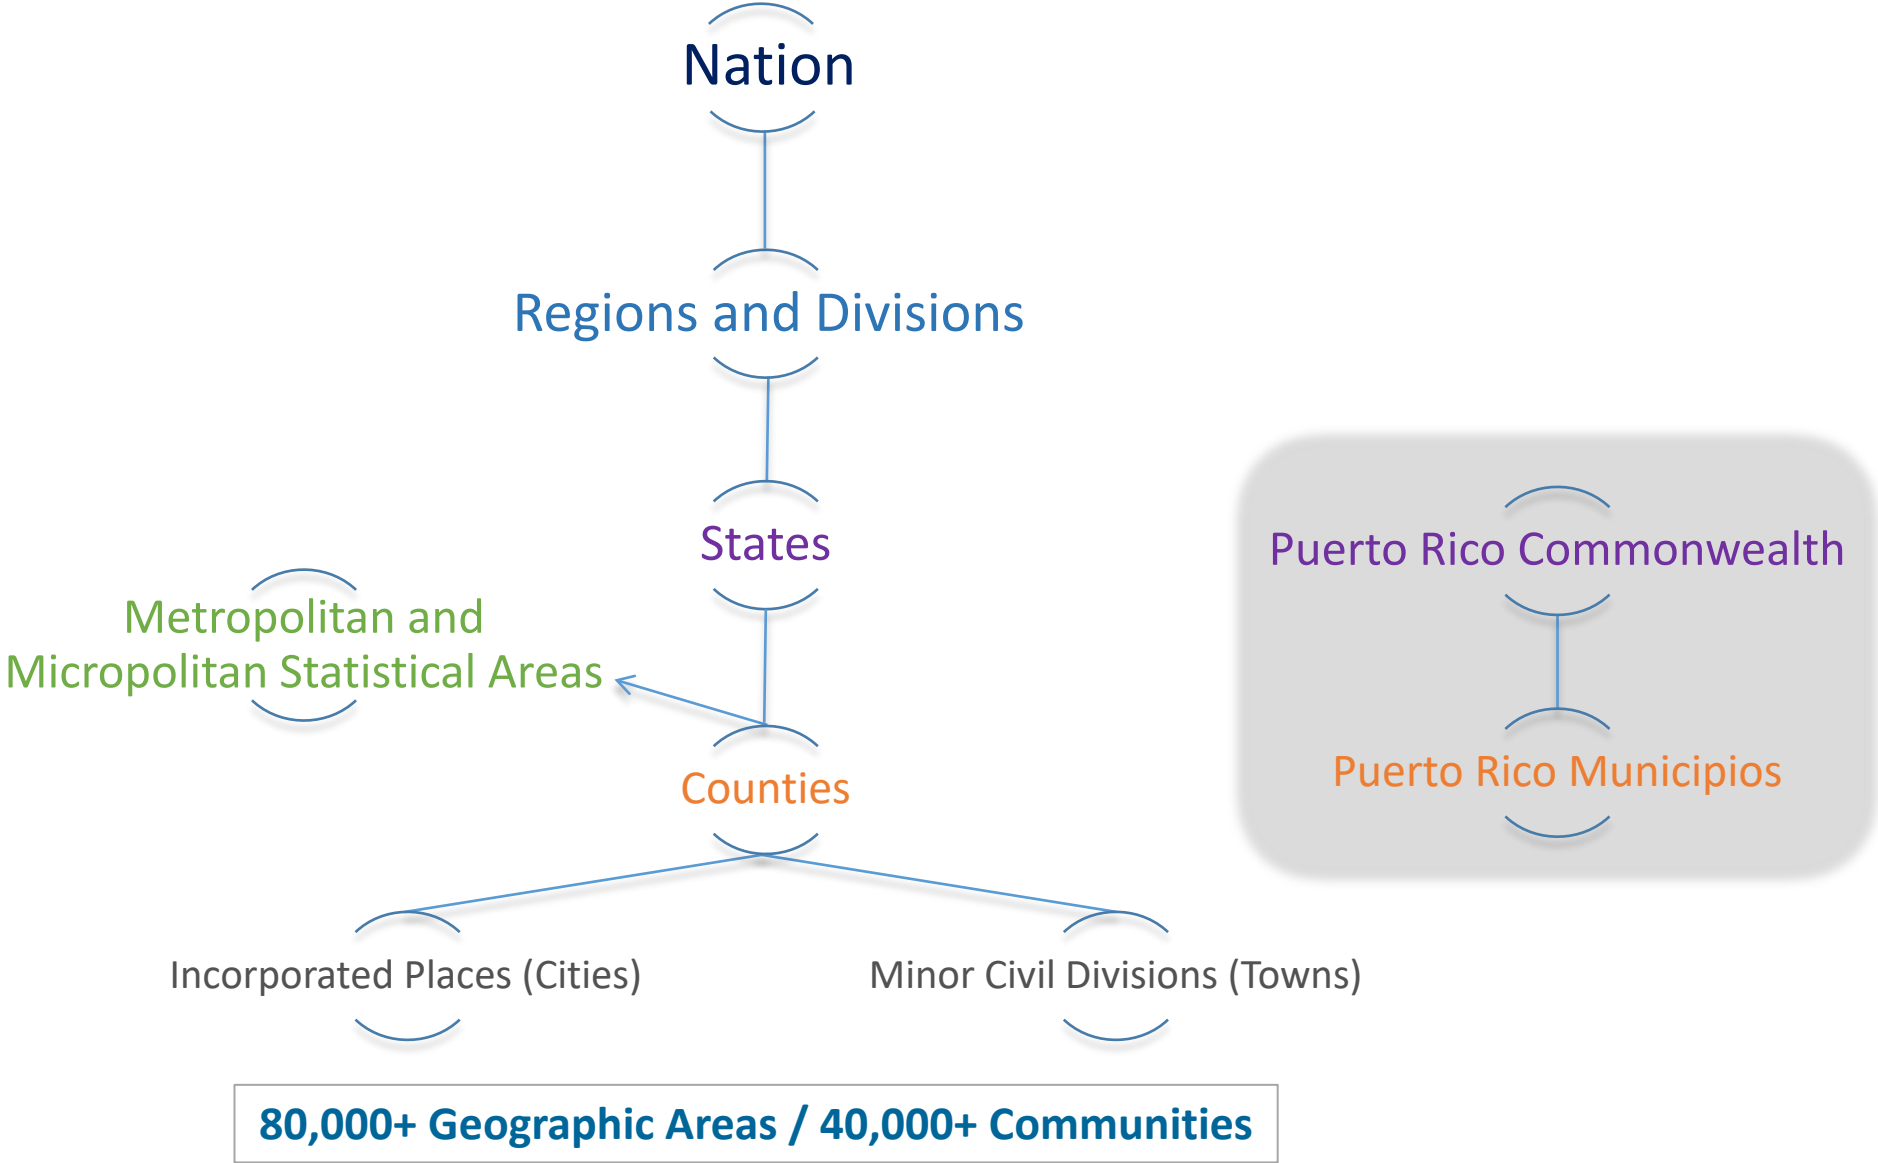 Nation
Regions and Divisions
States
Puerto Rico Commonwealth
Metropolitan and
Micropolitan Statistical Areas
Counties
Puerto Rico Municipios
Incorporated Places (Cities)
Minor Civil Divisions (Towns)
80,000+ Geographic Areas / 40,000+ Communities